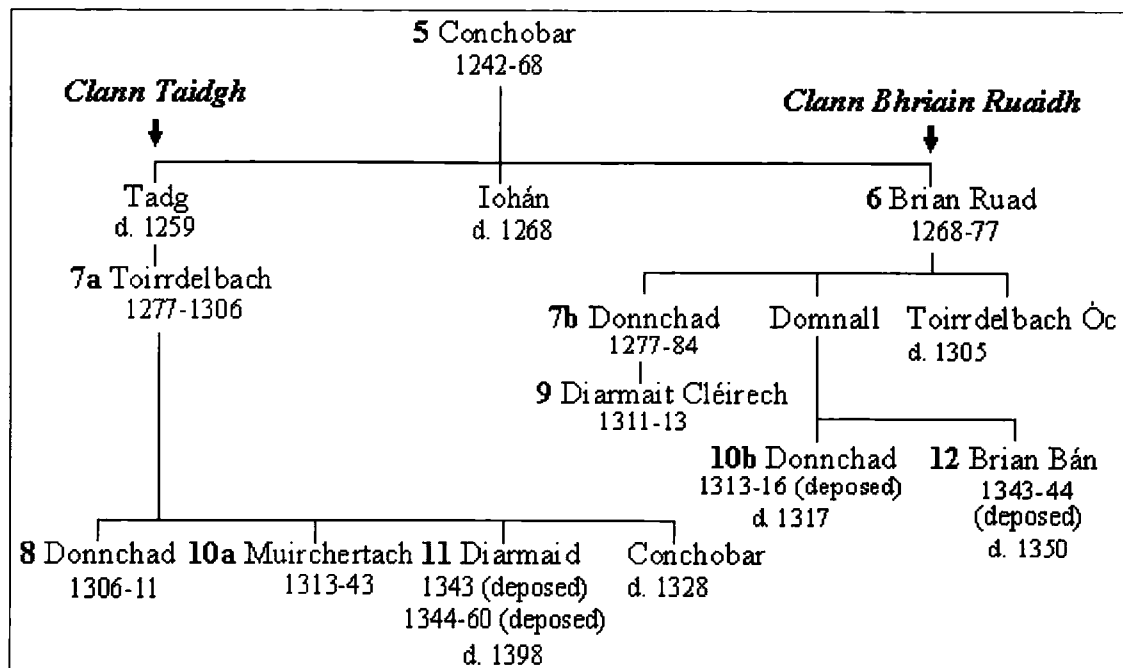 5 Conchobar
1242-68
Clann Taidgh
Clann Bhriain Ruaidh
Tadg
d. 1259
Iohán
d. 1268
6 Brian Ruad
1268-77
7a Toirrdelbach
1277-1306
7b Donnchad
1277-84
Domnall
Toirrdelbach Óc
d. 1305
9 Diarmait Cléirech
1311-13
10b Donnchad
1313-16 (deposed)
d 1317
12 Brian Bán
1343-44
(deposed)
d. 1350
8 Donnchad
1306-11
10a Muirchertach
1313-43
11 Diarmaid
1343 (deposed)
1344-60 (deposed)
d. 1398
Conchobar
d. 1328